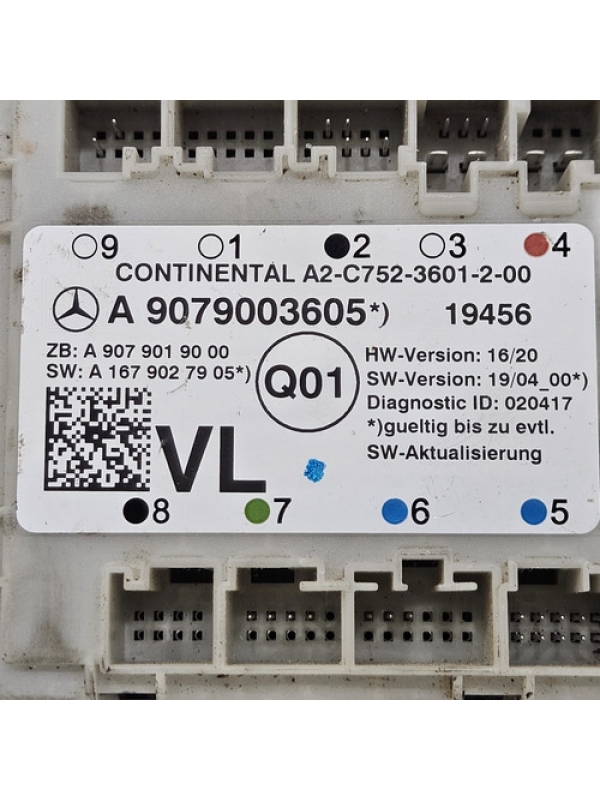 9 1 2 3 4
CONTINENTAL A2-C752-3601-2-00
A 9079003605*) 19456
ZB: A 907 901 90 00
SW: A 167 902 79 05*)
Q01
HW-Version: 16/20
SW-Version: 19/04_00*)
Diagnostic ID: 020417
*)gueltig bis zu evtl.
SW-Aktualisierung
VL
8 7 6 5